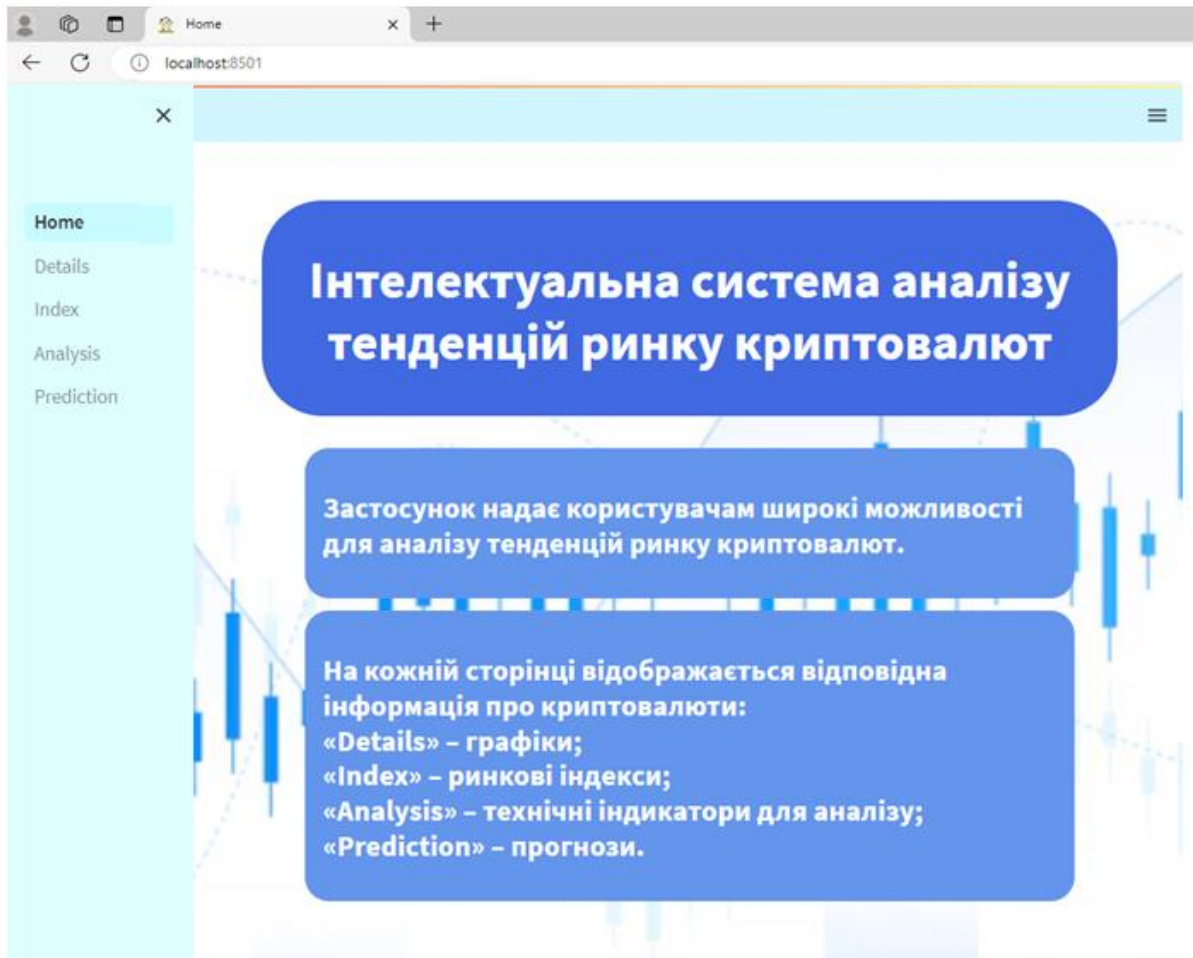 Home
localhost:8501
Home
Details
Index
Analysis
Prediction
Інтелектуальна система аналізу
тенденцій ринку криптовалют
Застосунок надає користувачам широкі можливості
для аналізу тенденцій ринку криптовалют.
На кожній сторінці відображається відповідна
інформація про криптовалюти:
«Details» – графіки;
«Index» – ринкові індекси;
«Analysis» – технічні індикатори для аналізу;
«Prediction» – прогнози.